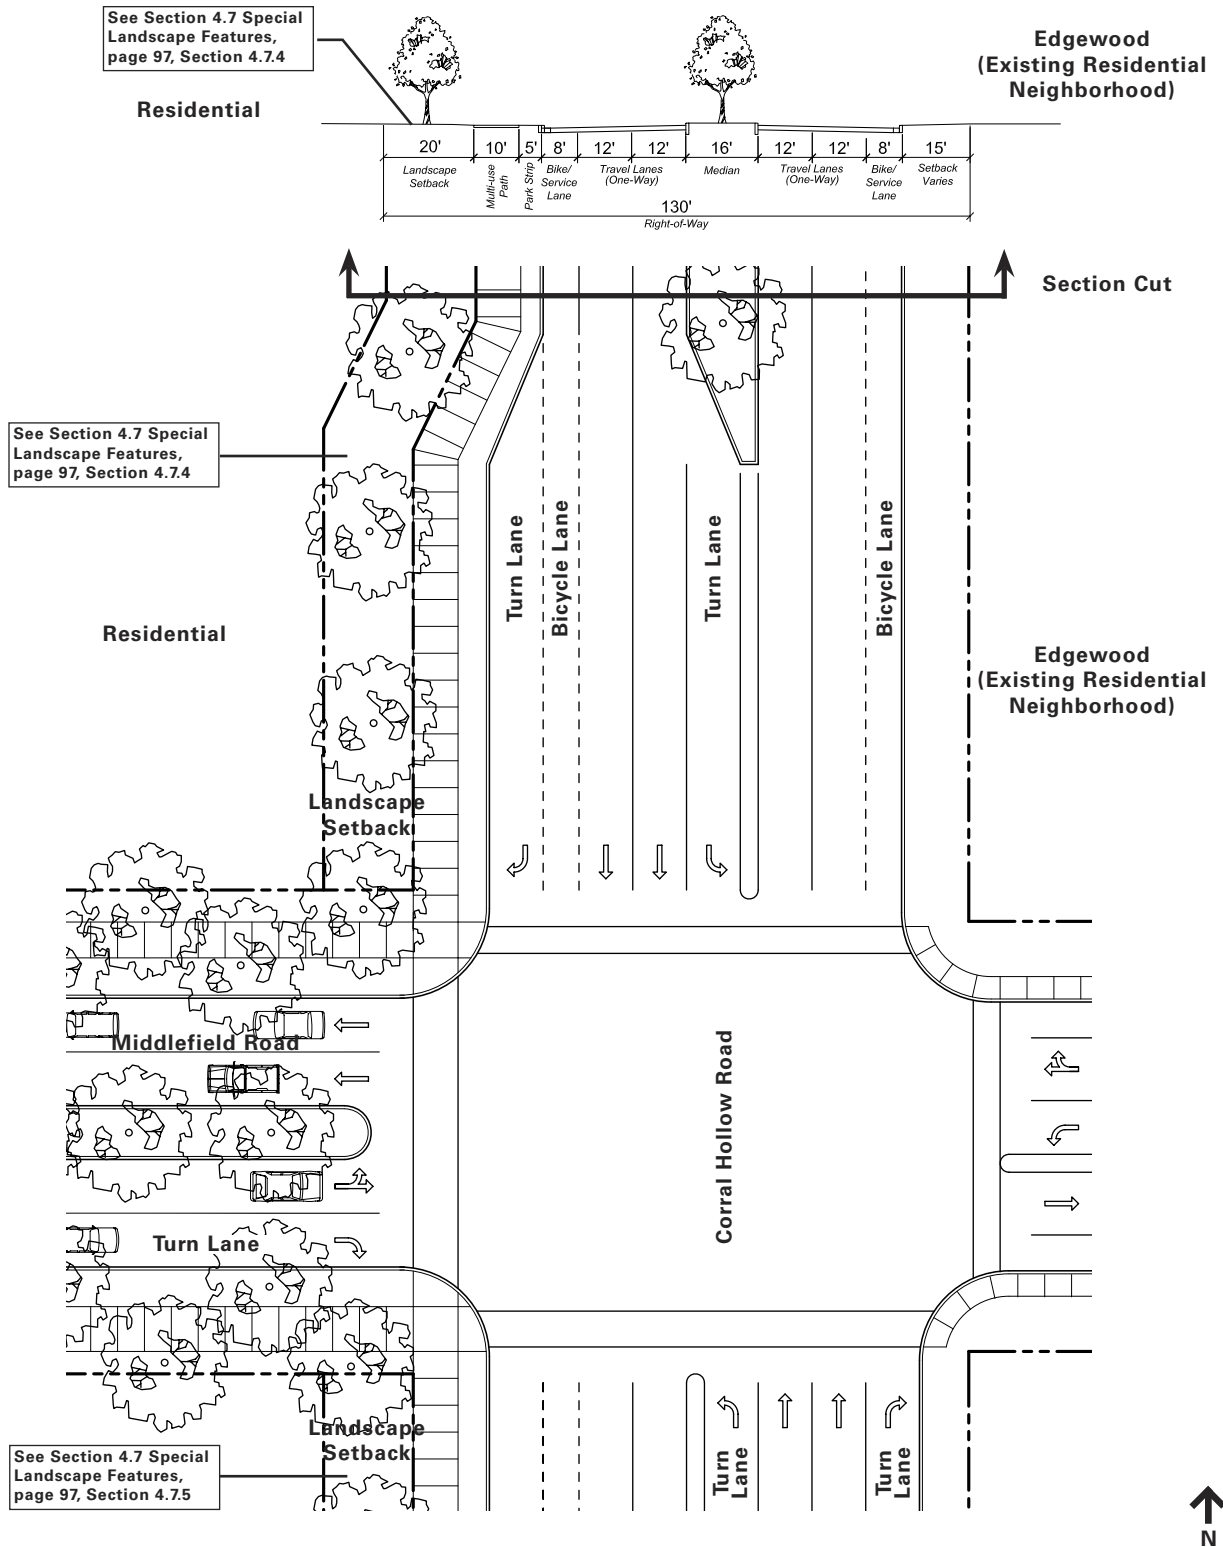 See Section 4.7 Special
Landscape Features,
page 97, Section 4.7.4
Residential
Edgewood
(Existing Residential
Neighborhood)
20' 10' 5' 8' 12' 12' 16' 12' 12' 8' 15'
Landscape
Setback
Multi-use
Path
Park Strip
Bike/
Service
Lane
Travel Lanes
(One-Way)
Median
Travel Lanes
(One-Way)
Bike/
Service
Lane
Setback
Varies
130'
Right-of-Way
Section Cut
See Section 4.7 Special
Landscape Features,
page 97, Section 4.7.4
Turn Lane
Bicycle Lane
Turn Lane
Bicycle Lane
Residential
Edgewood
(Existing Residential
Neighborhood)
Landscape
Setback
Middlefield Road
Corral Hollow Road
Turn Lane
Landscape
Setback
See Section 4.7 Special
Landscape Features,
page 97, Section 4.7.5
Turn
Lane
Turn
Lane
N